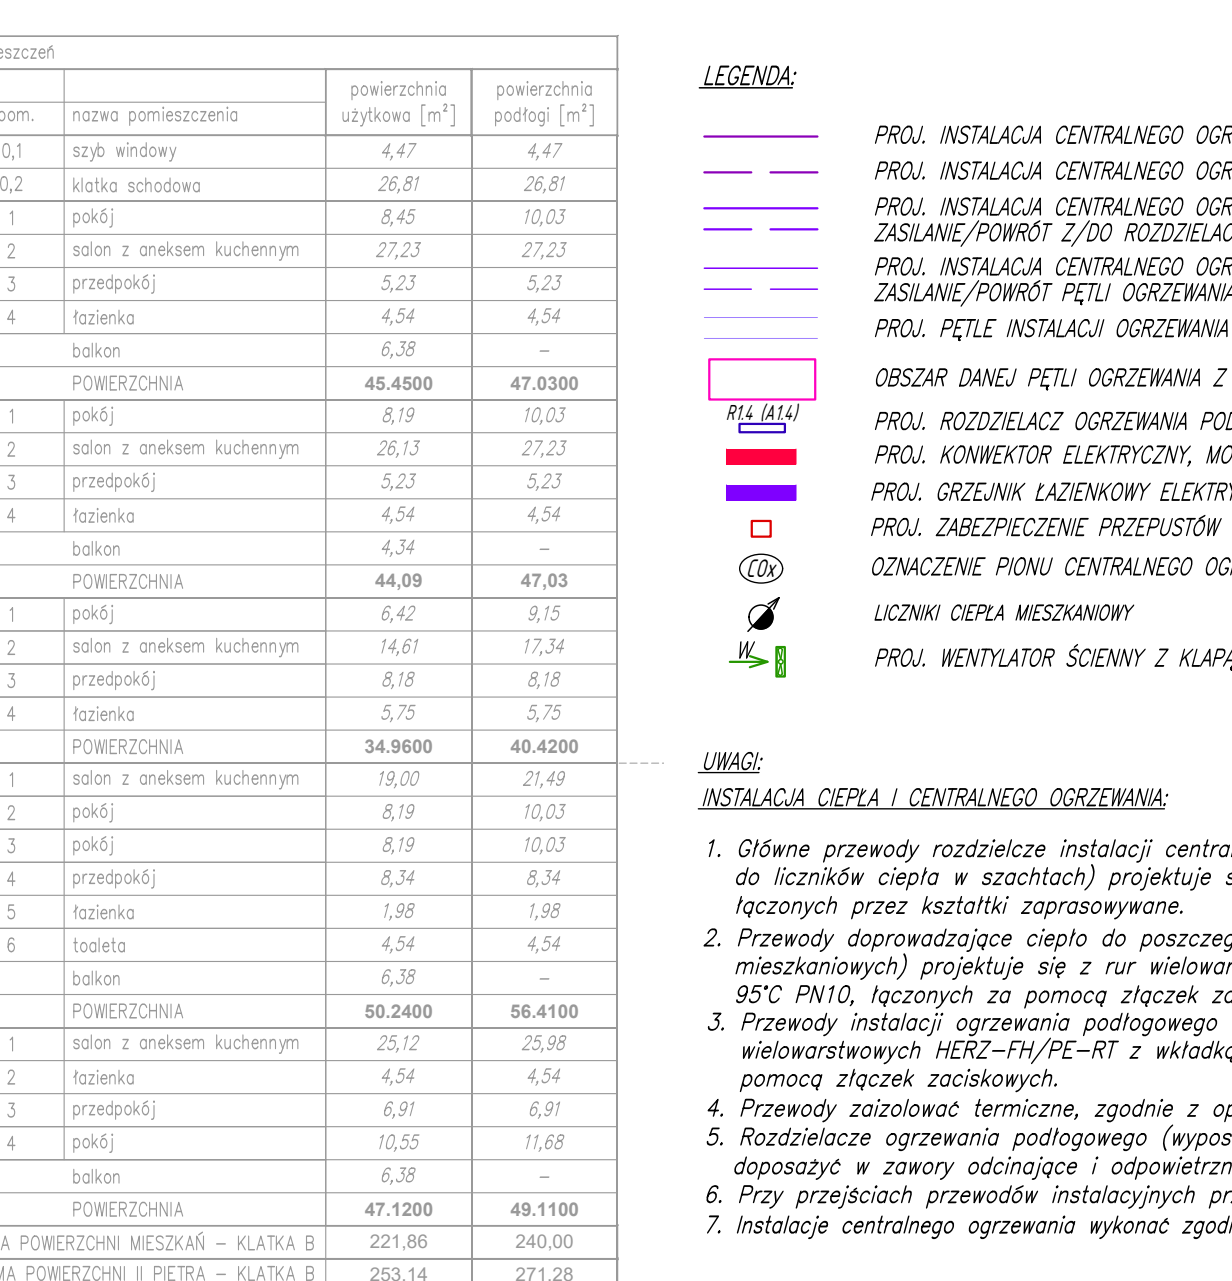 eszczeń
pom. nazwa pomieszczenia powierzchnia użytkowa [m²] powierzchnia podłogi [m²]
0,1 szyb windowy 4,47 4,47
0,2 klatka schodowa 26,81 26,81
1 pokój 8,45 10,03
2 salon z aneksem kuchennym 27,23 27,23
3 przedpokój 5,23 5,23
4 łazienka 4,54 4,54
balkon 6,38 –
POWIERZCHNIA 45.4500 47.0300
1 pokój 8,19 10,03
2 salon z aneksem kuchennym 26,13 27,23
3 przedpokój 5,23 5,23
4 łazienka 4,54 4,54
balkon 4,34 –
POWIERZCHNIA 44,09 47,03
1 pokój 6,42 9,15
2 salon z aneksem kuchennym 14,61 17,34
3 przedpokój 8,18 8,18
4 łazienka 5,75 5,75
POWIERZCHNIA 34.9600 40.4200
1 salon z aneksem kuchennym 19,00 21,49
2 pokój 8,19 10,03
3 pokój 8,19 10,03
4 przedpokój 8,34 8,34
5 łazienka 1,98 1,98
6 toaleta 4,54 4,54
balkon 6,38 –
POWIERZCHNIA 50.2400 56.4100
1 salon z aneksem kuchennym 25,12 25,98
2 łazienka 4,54 4,54
3 przedpokój 6,91 6,91
4 pokój 10,55 11,68
balkon 6,38 –
POWIERZCHNIA 47.1200 49.1100
A POWIERZCHNI MIESZKAŃ – KLATKA B 221,86 240,00
MA POWIERZCHNI II PIETRA – KLATKA B 253,14 271,28
LEGENDA:
PROJ. INSTALACJA CENTRALNEGO OGR
PROJ. INSTALACJA CENTRALNEGO OGR
PROJ. INSTALACJA CENTRALNEGO OGR
ZASILANIE/POWRÓT Z/DO ROZDZIELAC
PROJ. INSTALACJA CENTRALNEGO OGR
ZASILANIE/POWRÓT PĘTLI OGRZEWANIA
PROJ. PĘTLE INSTALACJI OGRZEWANIA
OBSZAR DANEJ PĘTLI OGRZEWANIA Z
R1.4 (A1.4)
PROJ. ROZDZIELACZ OGRZEWANIA POD
PROJ. KONWEKTOR ELEKTRYCZNY, MO
PROJ. GRZEJNIK ŁAZIENKOWY ELEKTRY
PROJ. ZABEZPIECZENIE PRZEPUSTÓW
COx OZNACZENIE PIONU CENTRALNEGO OGR
LICZNIKI CIEPŁA MIESZKANIOWY
W PROJ. WENTYLATOR ŚCIENNY Z KLAPĄ
UWAGI:
INSTALACJA CIEPŁA I CENTRALNEGO OGRZEWANIA:
1. Główne przewody rozdzielcze instalacji central
do liczników ciepła w szachtach) projektuje s
łączonych przez kształtki zaprasowywane.
2. Przewody doprowadzające ciepło do poszczeg
mieszkaniowych) projektuje się z rur wielowar
95°C PN10, łączonych za pomocą złączek za
3. Przewody instalacji ogrzewania podłogowego
wielowarstwowych HERZ–FH/PE–RT z wkładką
pomocą złączek zaciskowych.
4. Przewody zaizolować termiczne, zgodnie z op
5. Rozdzielacze ogrzewania podłogowego (wypos
doposażyć w zawory odcinające i odpowietrzn
6. Przy przejściach przewodów instalacyjnych prz
7. Instalacje centralnego ogrzewania wykonać zgodn